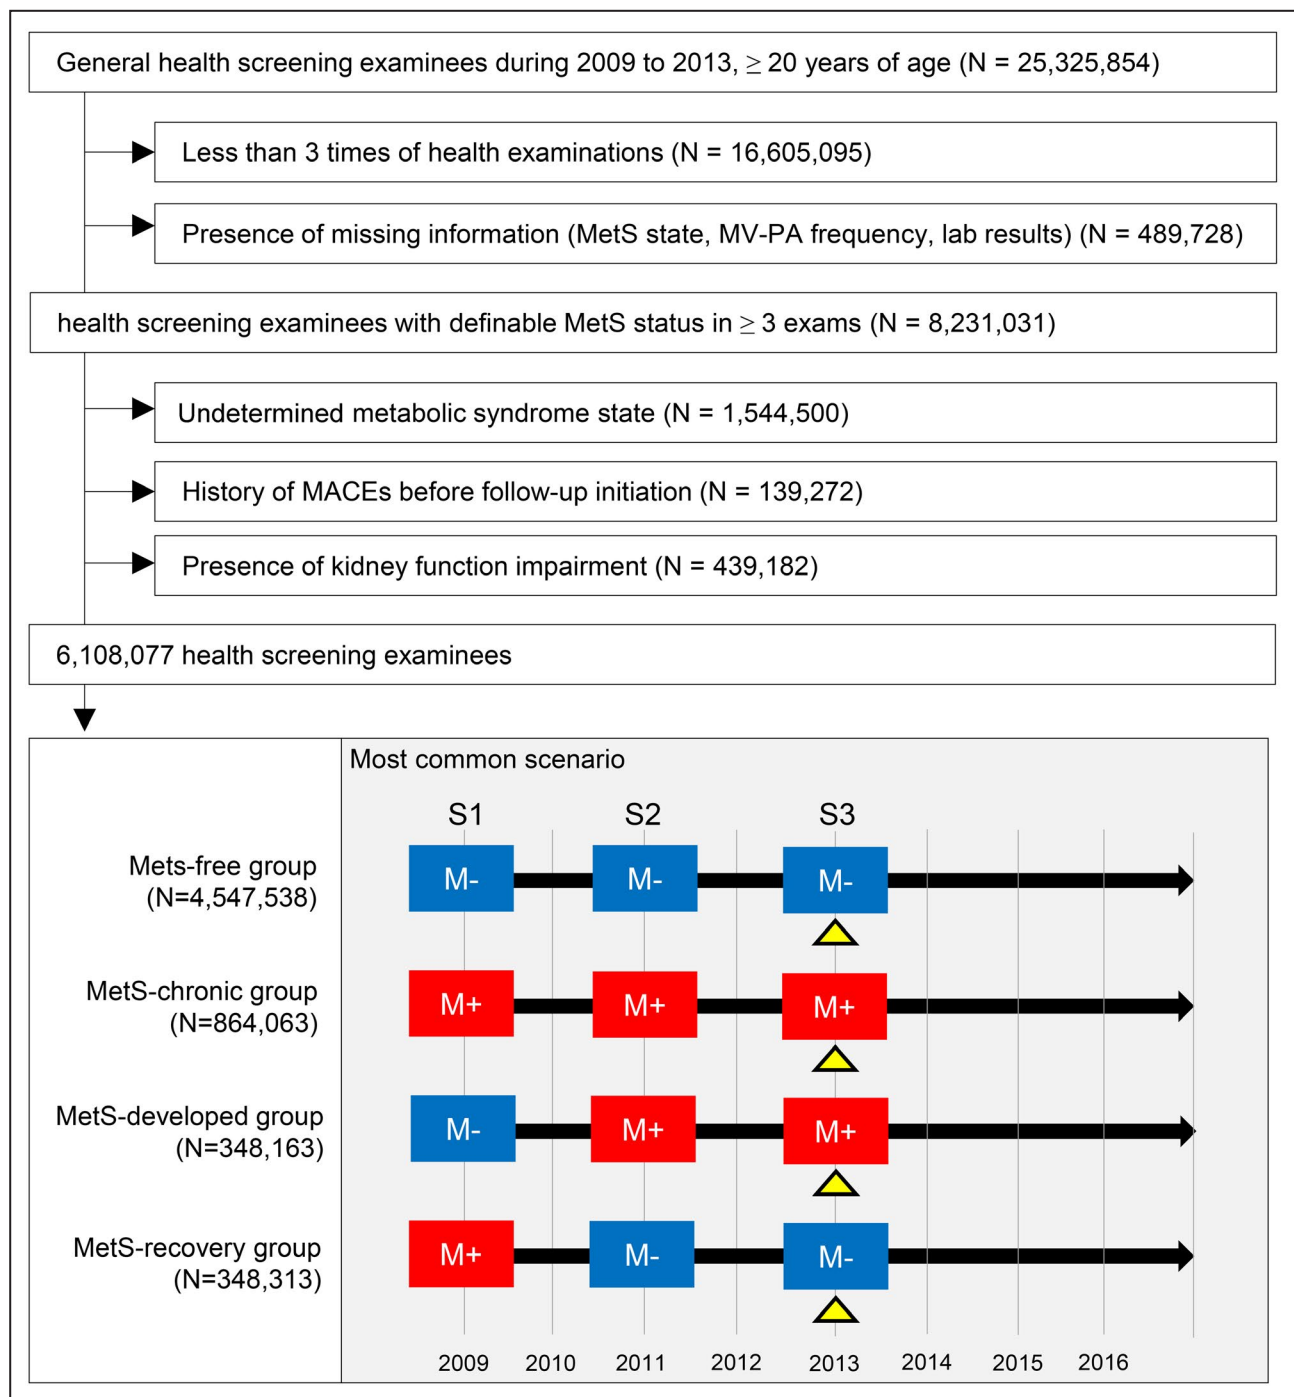 General health screening examinees during 2009 to 2013, ≥ 20 years of age (N = 25,325,854)
Less than 3 times of health examinations (N = 16,605,095)
Presence of missing information (MetS state, MV-PA frequency, lab results) (N = 489,728)
health screening examinees with definable MetS status in ≥ 3 exams (N = 8,231,031)
Undetermined metabolic syndrome state (N = 1,544,500)
History of MACEs before follow-up initiation (N = 139,272)
Presence of kidney function impairment (N = 439,182)
6,108,077 health screening examinees
Most common scenario
S1 S2 S3
Mets-free group
(N=4,547,538)
M- M- M-
MetS-chronic group
(N=864,063)
M+ M+ M+
MetS-developed group
(N=348,163)
M- M+ M+
MetS-recovery group
(N=348,313)
M+ M- M-
2009 2010 2011 2012 2013 2014 2015 2016